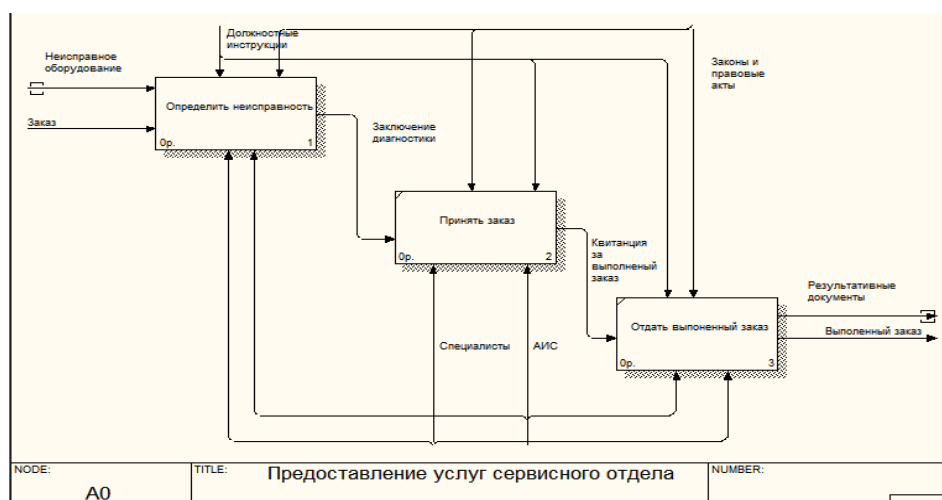 Должностные
инструкции
Неисправное
оборудование
Законы и
правовые
акты
Определить неисправность
Заказ
Заключение
диагностики
0р.
1
Принять заказ
Квитанция
за
выполненый
заказ
0р.
2
Результативные
документы
Отдать выпоненный заказ
Выполенный заказ
Специалисты
АИС
0р.
3
NODE:
TITLE:
Предоставление услуг сервисного отдела
NUMBER:
A0